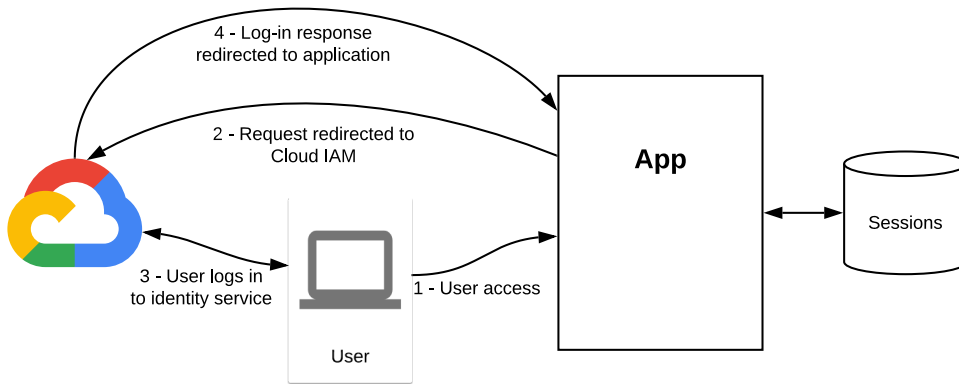 4 - Log-in response
redirected to application
2 - Request redirected to
Cloud IAM
App
Sessions
3 - User logs in
to identity service
1 - User access
User